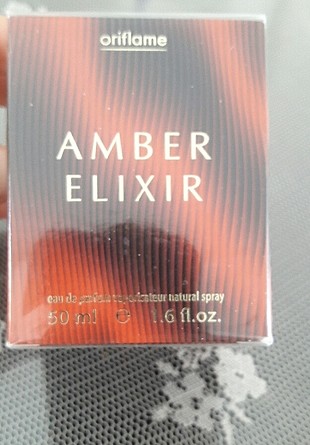 oriflame
AMBER
ELIXIR
eau de parfum vaporisateur natural spray
50 ml ℮ 1.6 fl.oz.